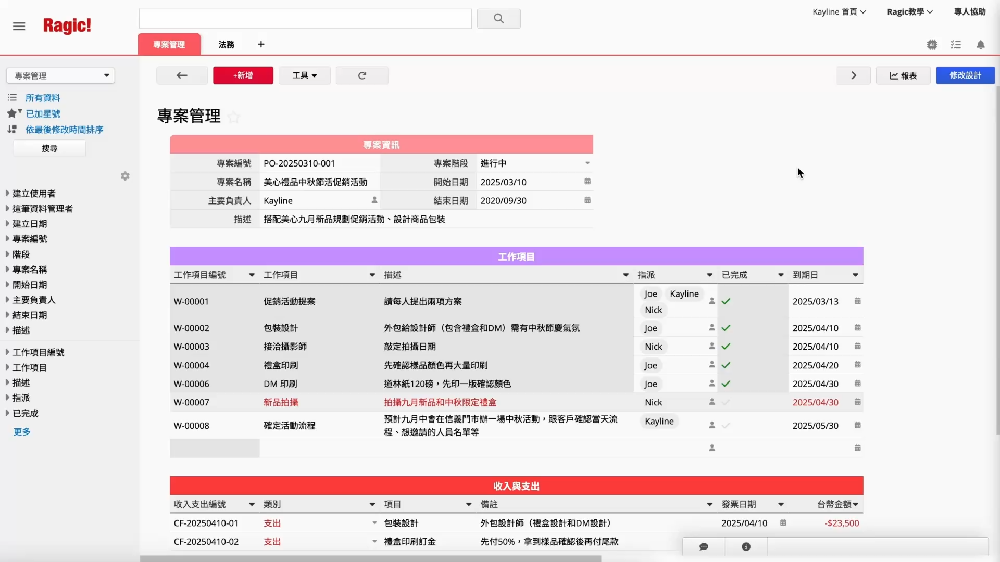 Kayline 首頁
Ragic教學
專人協助
Ragic!
專案管理
法務
+
專案管理
+新增
工具
報表
修改設計
所有資料
已加星號
依最後修改時間排序
搜尋
建立使用者
這筆資料管理者
建立日期
專案編號
階段
專案名稱
開始日期
主要負責人
結束日期
描述
工作項目編號
工作項目
描述
指派
已完成
更多
專案管理
專案資訊
專案編號 PO-20250310-001 專案階段 進行中
專案名稱 美心禮品中秋節活促銷活動 開始日期 2025/03/10
主要負責人 Kayline 結束日期 2020/09/30
描述 搭配美心九月新品規劃促銷活動、設計商品包裝
工作項目
工作項目編號 工作項目 描述 指派 已完成 到期日
W-00001 促銷活動提案 請每人提出兩項方案 Joe Kayline Nick 2025/03/13
W-00002 包裝設計 外包給設計師（包含禮盒和DM）需有中秋節慶氣氛 Joe 2025/04/10
W-00003 接洽攝影師 敲定拍攝日期 Nick 2025/04/10
W-00004 禮盒印刷 先確認樣品顏色再大量印刷 Joe 2025/04/20
W-00006 DM 印刷 道林紙120磅，先印一版確認顏色 Joe 2025/04/30
W-00007 新品拍攝 拍攝九月新品和中秋限定禮盒 Nick 2025/04/30
W-00008 確定活動流程 預計九月中會在信義門市辦一場中秋活動，跟客戶確認當天流 Kayline 2025/05/30
程、想邀請的人員名單等
收入與支出
收入支出編號 類別 項目 備註 發票日期 台幣金額
CF-20250410-01 支出 包裝設計 外包設計師（禮盒設計和DM設計） 2025/04/10 -$23,500
CF-20250410-02 支出 禮盒印刷訂金 先付50%，拿到樣品確認後再付尾款